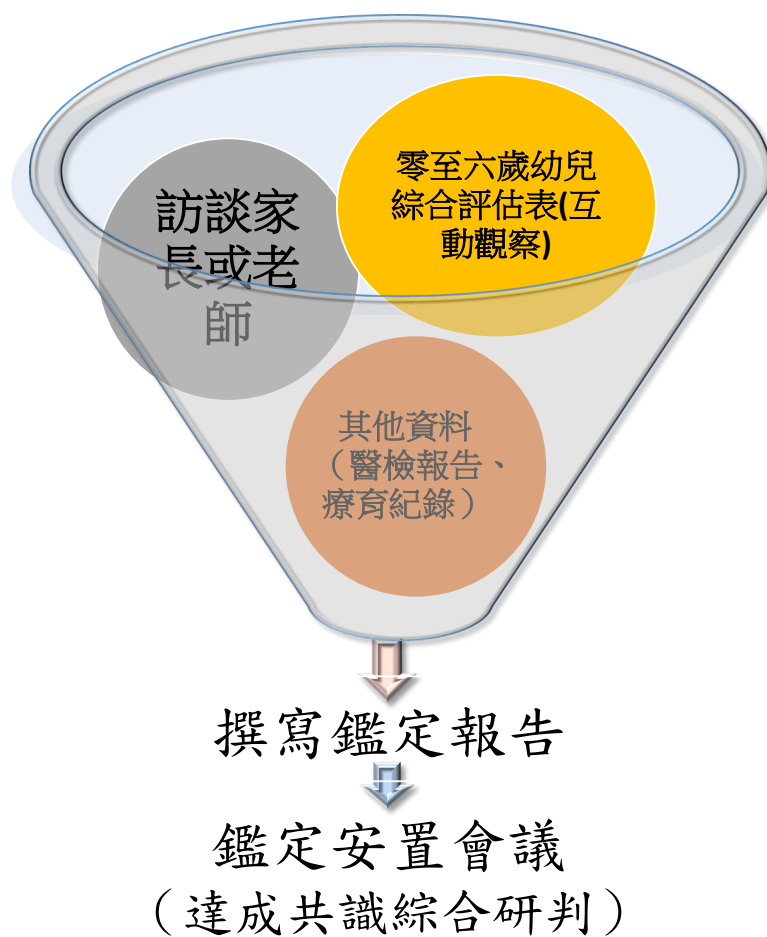 訪談家
長或老
師
零至六歲幼兒
綜合評估表(互
動觀察)
其他資料
（醫檢報告、
療育紀錄）
撰寫鑑定報告
鑑定安置會議
（達成共識綜合研判）